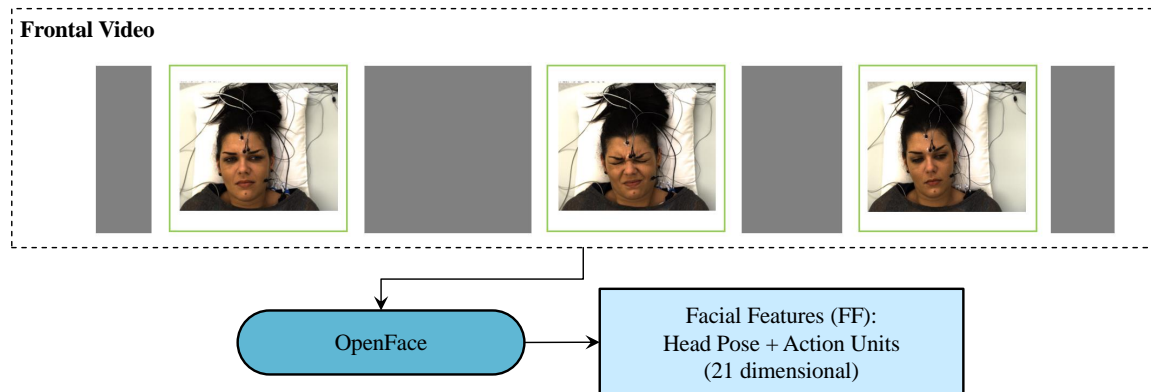 Frontal Video
OpenFace
Facial Features (FF):
Head Pose + Action Units
(21 dimensional)